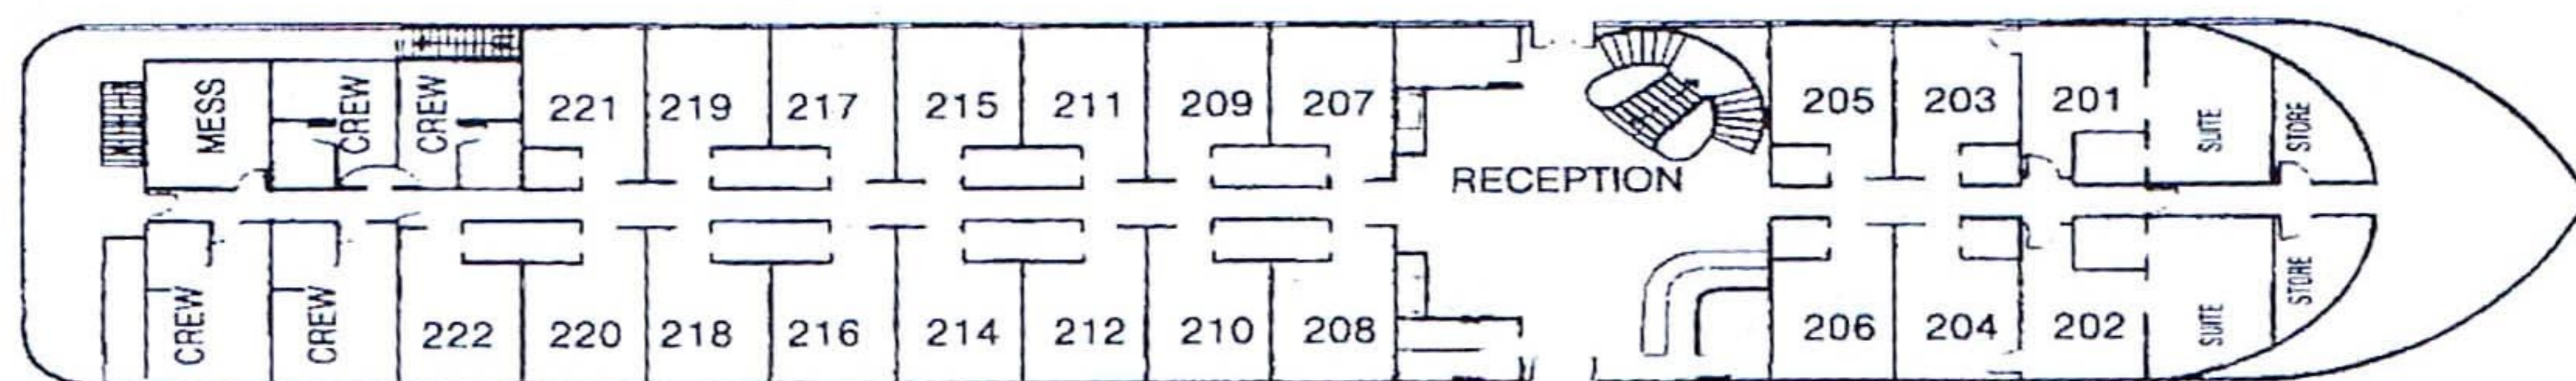 MESS CREW CREW 221 219 217 215 211 209 207 205 203 201 SUITE STORE
RECEPTION
CREW CREW 222 220 218 216 214 212 210 208 206 204 202 SUITE STORE